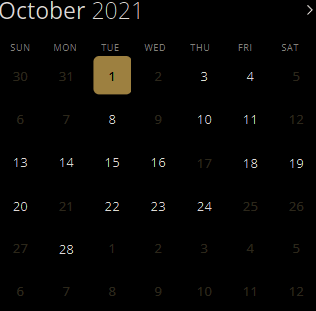 October 2021 >
SUN MON TUE WED THU FRI SAT
30 31 1 2 3 4 5
6 7 8 9 10 11 12
13 14 15 16 17 18 19
20 21 22 23 24 25 26
27 28 1 2 3 4 5
6 7 8 9 10 11 12